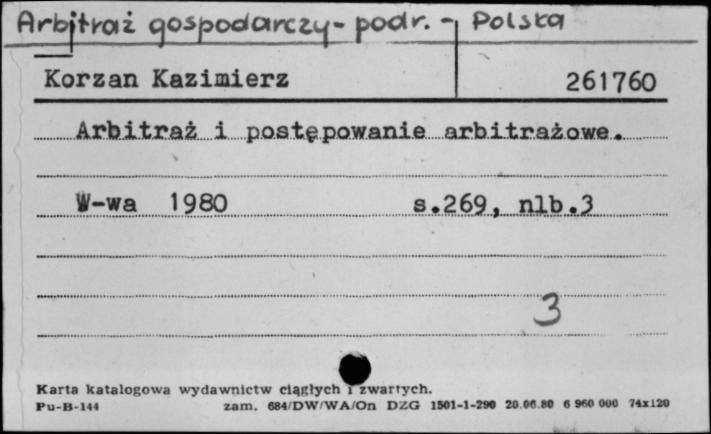 Arbitraż gospodarczy - podr. - Polska
Korzan Kazimierz 261760
Arbitraż i postępowanie arbitrażowe.
W-wa 1980 s.269, nlb.3
3
Karta katalogowa wydawnictw ciągłych i zwartych.
Pu-B-144 zam. 684/DW/WA/On DZG 1501-1-290 20.06.80 6 960 000 74x120